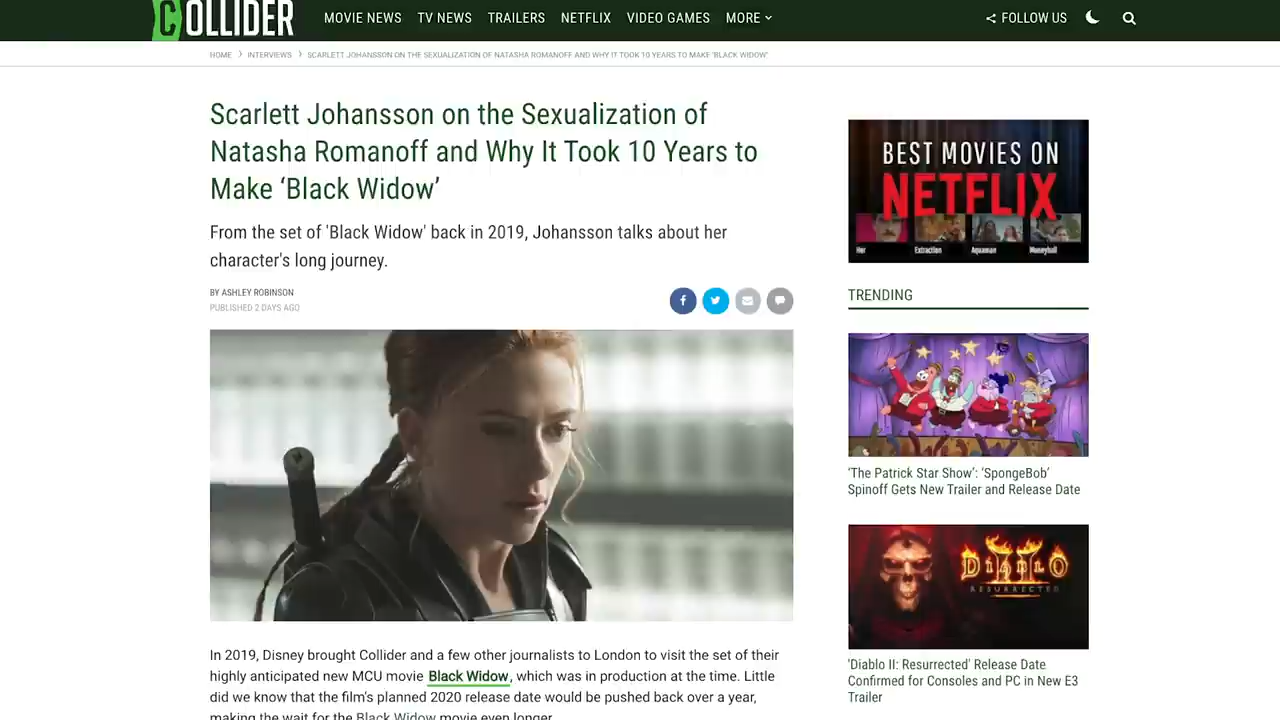 COLLIDER
MOVIE NEWS TV NEWS TRAILERS NETFLIX VIDEO GAMES MORE
FOLLOW US
HOME > INTERVIEWS > SCARLETT JOHANSSON ON THE SEXUALIZATION OF NATASHA ROMANOFF AND WHY IT TOOK 10 YEARS TO MAKE 'BLACK WIDOW'
Scarlett Johansson on the Sexualization of
Natasha Romanoff and Why It Took 10 Years to
Make ‘Black Widow’
From the set of 'Black Widow' back in 2019, Johansson talks about her
character's long journey.
BY ASHLEY ROBINSON
PUBLISHED 2 DAYS AGO
In 2019, Disney brought Collider and a few other journalists to London to visit the set of their
highly anticipated new MCU movie Black Widow, which was in production at the time. Little
did we know that the film's planned 2020 release date would be pushed back over a year,
making the wait for the Black Widow movie even longer.
BEST MOVIES ON
NETFLIX
Her Extraction Aquaman Moneyball
TRENDING
‘The Patrick Star Show’: ‘SpongeBob’
Spinoff Gets New Trailer and Release Date
DIABLO II
RESURRECTED
'Diablo II: Resurrected' Release Date
Confirmed for Consoles and PC in New E3
Trailer